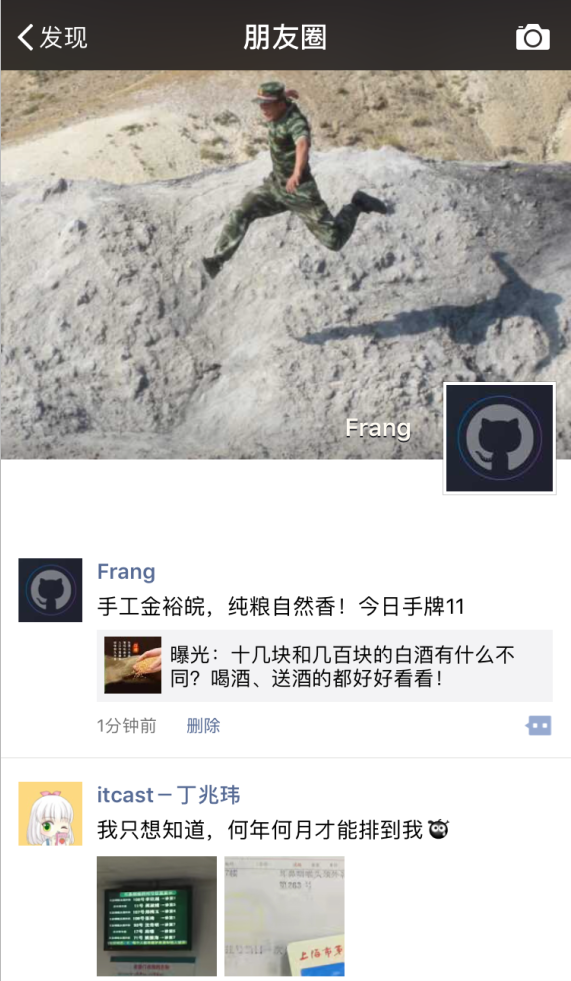 发现
朋友圈
Frang
Frang
手工金裕皖，纯粮自然香！今日手牌11
曝光：十几块和几百块的白酒有什么不
同？喝酒、送酒的都好好看看！
1分钟前
删除
itcast－丁兆玮
我只想知道，何年何月才能排到我